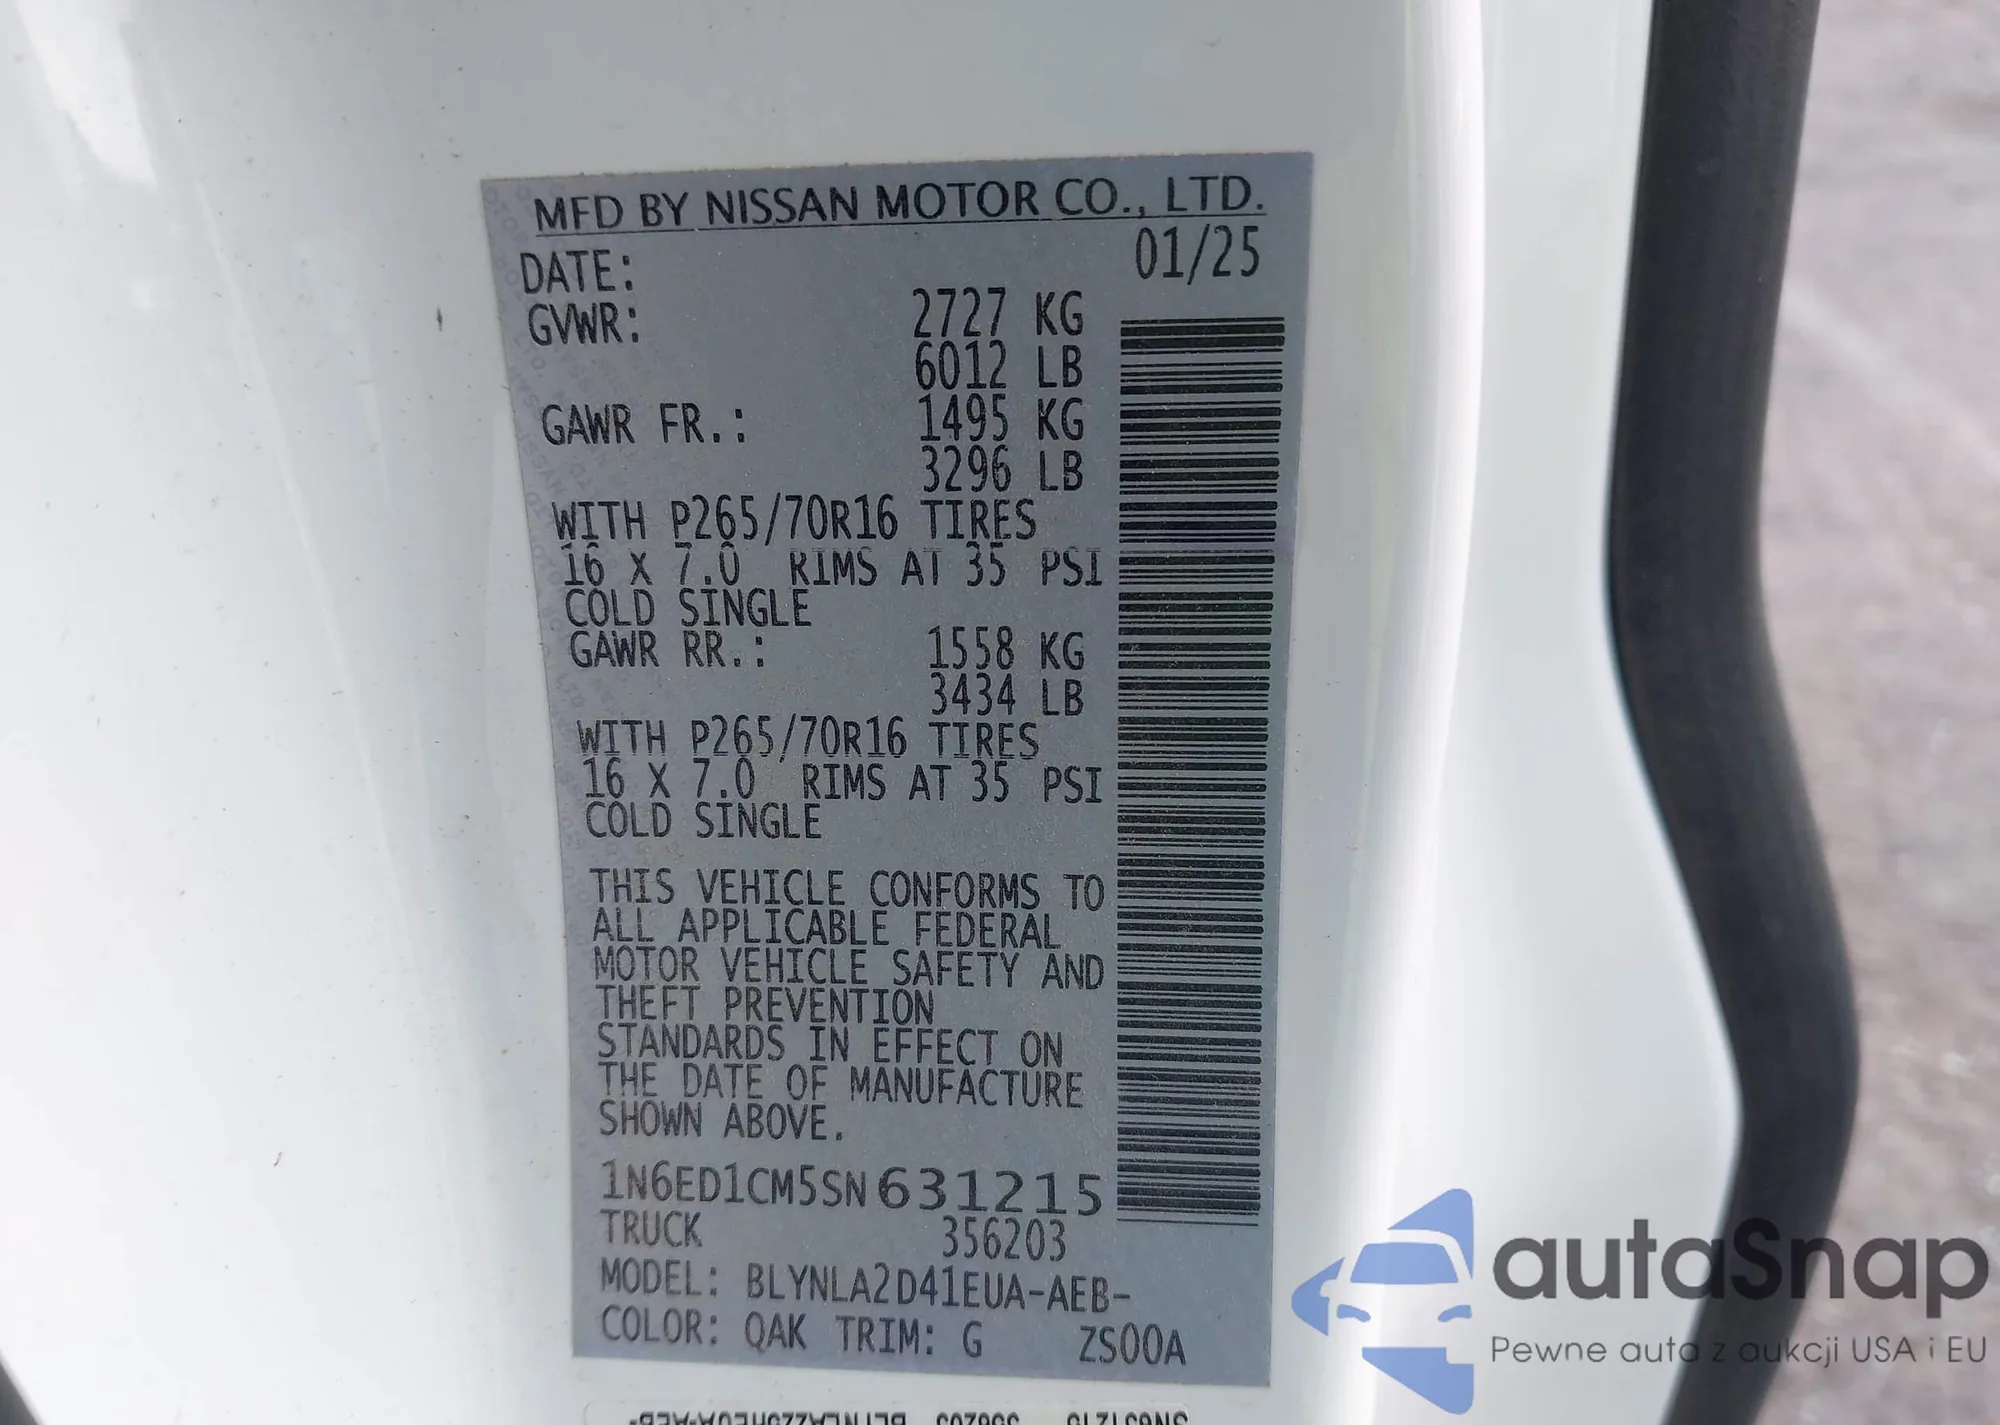 MFD BY NISSAN MOTOR CO., LTD.
DATE: 01/25
GVWR: 2727 KG
6012 LB
GAWR FR.: 1495 KG
3296 LB
WITH P265/70R16 TIRES
16 X 7.0 RIMS AT 35 PSI
COLD SINGLE
GAWR RR.: 1558 KG
3434 LB
WITH P265/70R16 TIRES
16 X 7.0 RIMS AT 35 PSI
COLD SINGLE
THIS VEHICLE CONFORMS TO
ALL APPLICABLE FEDERAL
MOTOR VEHICLE SAFETY AND
THEFT PREVENTION
STANDARDS IN EFFECT ON
THE DATE OF MANUFACTURE
SHOWN ABOVE.
1N6ED1CM5SN631215
TRUCK 356203
MODEL: BLYNLA2D41EUA-AEB-
COLOR: QAK TRIM: G ZS00A
autoSnap
Pewne auta z aukcji USA i EU